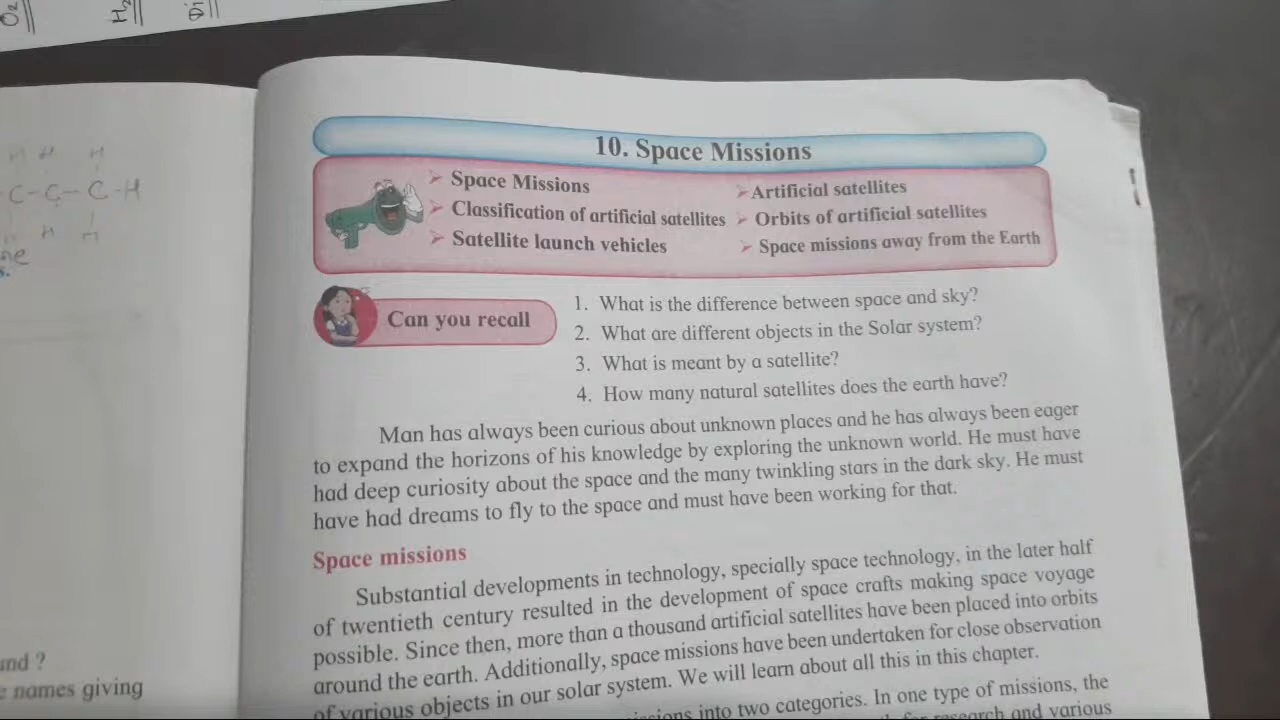 O2
H2
Di
H H H
C-C-C-H
H H H
ne
s.
und ?
e names giving
10. Space Missions
➢ Space Missions
➢ Classification of artificial satellites
➢ Satellite launch vehicles
➢ Artificial satellites
➢ Orbits of artificial satellites
➢ Space missions away from the Earth
Can you recall
1. What is the difference between space and sky?
2. What are different objects in the Solar system?
3. What is meant by a satellite?
4. How many natural satellites does the earth have?
Man has always been curious about unknown places and he has always been eager
to expand the horizons of his knowledge by exploring the unknown world. He must have
had deep curiosity about the space and the many twinkling stars in the dark sky. He must
have had dreams to fly to the space and must have been working for that.
Space missions
Substantial developments in technology, specially space technology, in the later half
of twentieth century resulted in the development of space crafts making space voyage
possible. Since then, more than a thousand artificial satellites have been placed into orbits
around the earth. Additionally, space missions have been undertaken for close observation
of various objects in our solar system. We will learn about all this in this chapter.
into two categories. In one type of missions, the
research and various